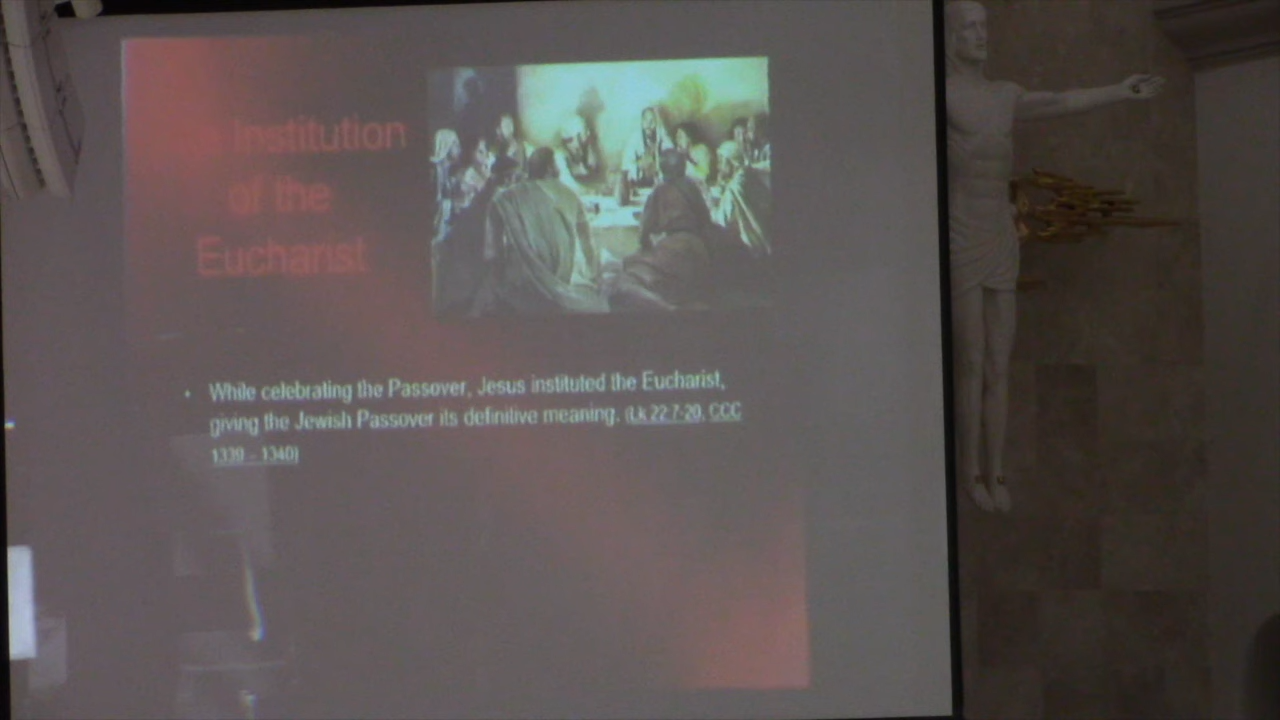 Institution
of the
Eucharist
• While celebrating the Passover, Jesus instituted the Eucharist,
giving the Jewish Passover its definitive meaning. (Lk 22:7-20, CCC
1339 - 1340)